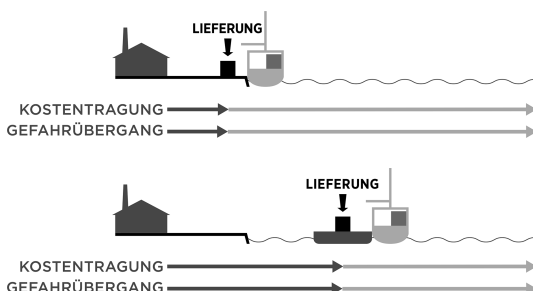 LIEFERUNG
KOSTENTRAGUNG
GEFAHRÜBERGANG
LIEFERUNG
KOSTENTRAGUNG
GEFAHRÜBERGANG